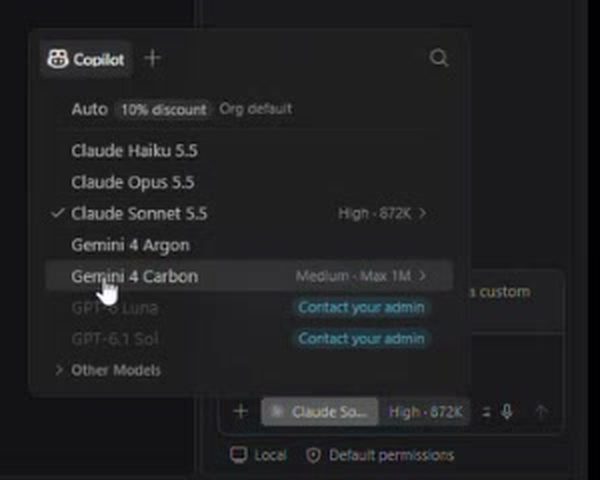 Copilot
Auto 10% discount Org default
Claude Haiku 5.5
Claude Opus 5.5
Claude Sonnet 5.5 High · 872K
Gemini 4 Argon
Gemini 4 Carbon Medium · Max 1M
Luna Contact your admin
GPT-6.1 Sol Contact your admin
Other Models
custom
Claude So... High · 872K
Local Default permissions